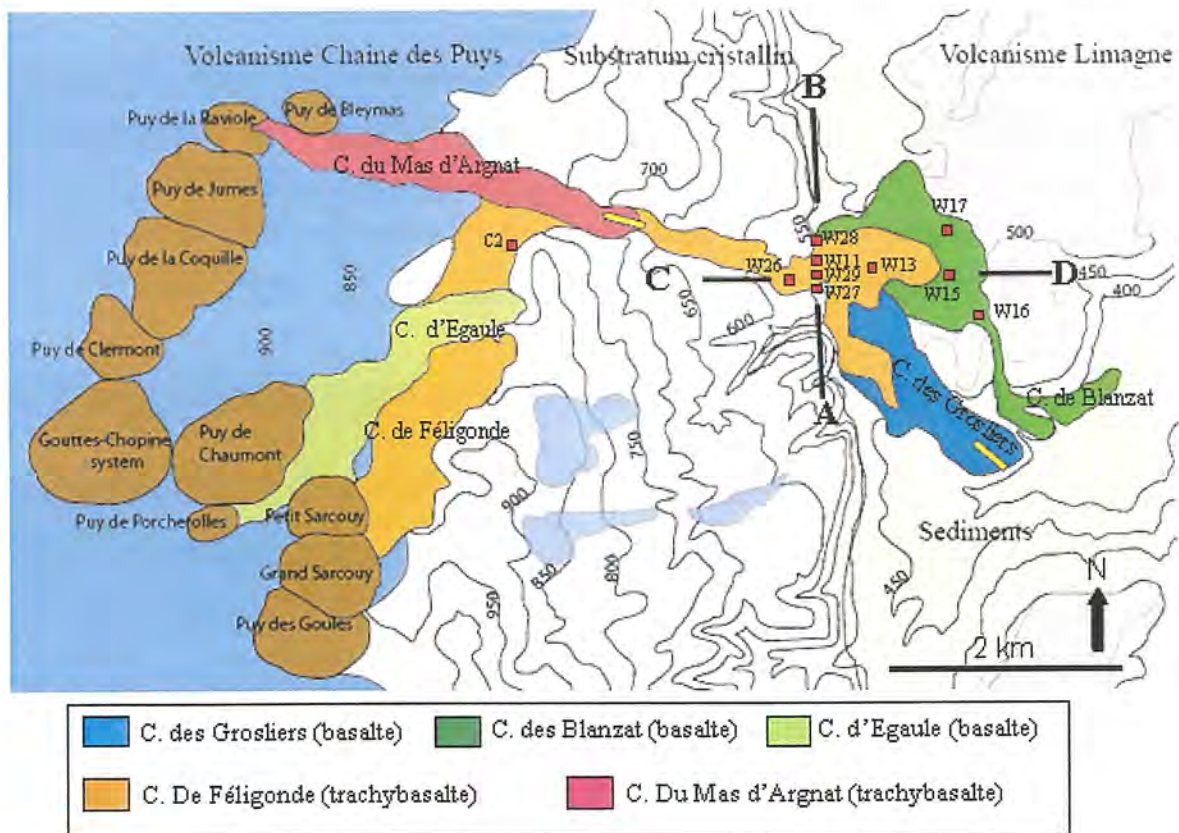 Volcanisme Chaine des Puys
Substratum cristallin
Volcanisme Limagne
B
Puy de la Raviole
Puy de Bleymas
C. du Mas d'Argnat
700
Puy de Jumes
C2
Puy de la Coquille
850
550
W28
W17
W11
W13
W26
W29
W27
W15
W16
500
450
400
C
D
C. d'Egaule
650
600
Puy de Clermont
900
C. de Féligonde
A
C. des Grosliers
C. de Blanzat
Gouttes-Chopine
system
Puy de
Chaumont
750
Puy de Porcherolles
Petit Sarcouy
900
Grand Sarcouy
850
800
950
Puy des Goules
Sediments
450
N
2 km
C. des Grosliers (basalte)
C. des Blanzat (basalte)
C. d'Egaule (basalte)
C. De Féligonde (trachybasalte)
C. Du Mas d'Argnat (trachybasalte)